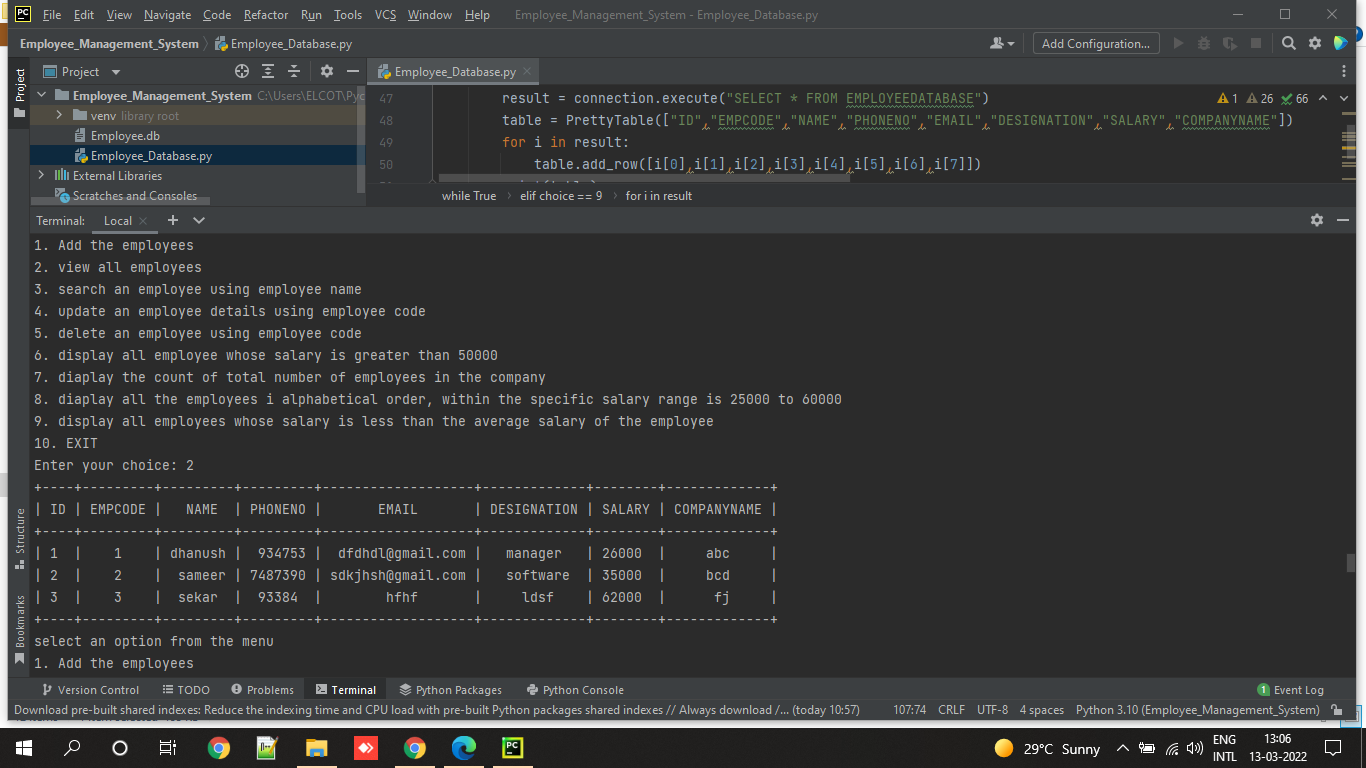 PC File Edit View Navigate Code Refactor Run Tools VCS Window Help Employee_Management_System - Employee_Database.py
Employee_Management_System Employee_Database.py Add Configuration...
Project
Project
Employee_Database.py
Employee_Management_System C:\Users\ELCOT\Pyc
venv library root
Employee.db
Employee_Database.py
External Libraries
Scratches and Consoles
47 result = connection.execute("SELECT * FROM EMPLOYEEDATABASE") 1 26 66
48 table = PrettyTable(["ID","EMPCODE","NAME","PHONENO","EMAIL","DESIGNATION","SALARY","COMPANYNAME"])
49 for i in result:
50 table.add_row([i[0],i[1],i[2],i[3],i[4],i[5],i[6],i[7]])
while True elif choice == 9 for i in result
Terminal: Local
1. Add the employees
2. view all employees
3. search an employee using employee name
4. update an employee details using employee code
5. delete an employee using employee code
6. display all employee whose salary is greater than 50000
7. diaplay the count of total number of employees in the company
8. diaplay all the employees i alphabetical order, within the specific salary range is 25000 to 60000
9. display all employees whose salary is less than the average salary of the employee
10. EXIT
Enter your choice: 2
+----+---------+---------+---------+-------------------+-------------+--------+-------------+
| ID | EMPCODE | NAME | PHONENO | EMAIL | DESIGNATION | SALARY | COMPANYNAME |
+----+---------+---------+---------+-------------------+-------------+--------+-------------+
| 1 | 1 | dhanush | 934753 | dfdhdl@gmail.com | manager | 26000 | abc |
| 2 | 2 | sameer | 7487390 | sdkjhsh@gmail.com | software | 35000 | bcd |
| 3 | 3 | sekar | 93384 | hfhf | ldsf | 62000 | fj |
+----+---------+---------+---------+-------------------+-------------+--------+-------------+
select an option from the menu
1. Add the employees
Structure
Bookmarks
Version Control TODO Problems Terminal Python Packages Python Console 1 Event Log
Download pre-built shared indexes: Reduce the indexing time and CPU load with pre-built Python packages shared indexes // Always download /... (today 10:57) 107:74 CRLF UTF-8 4 spaces Python 3.10 (Employee_Management_System)
29°C Sunny ENG INTL 13:06 13-03-2022